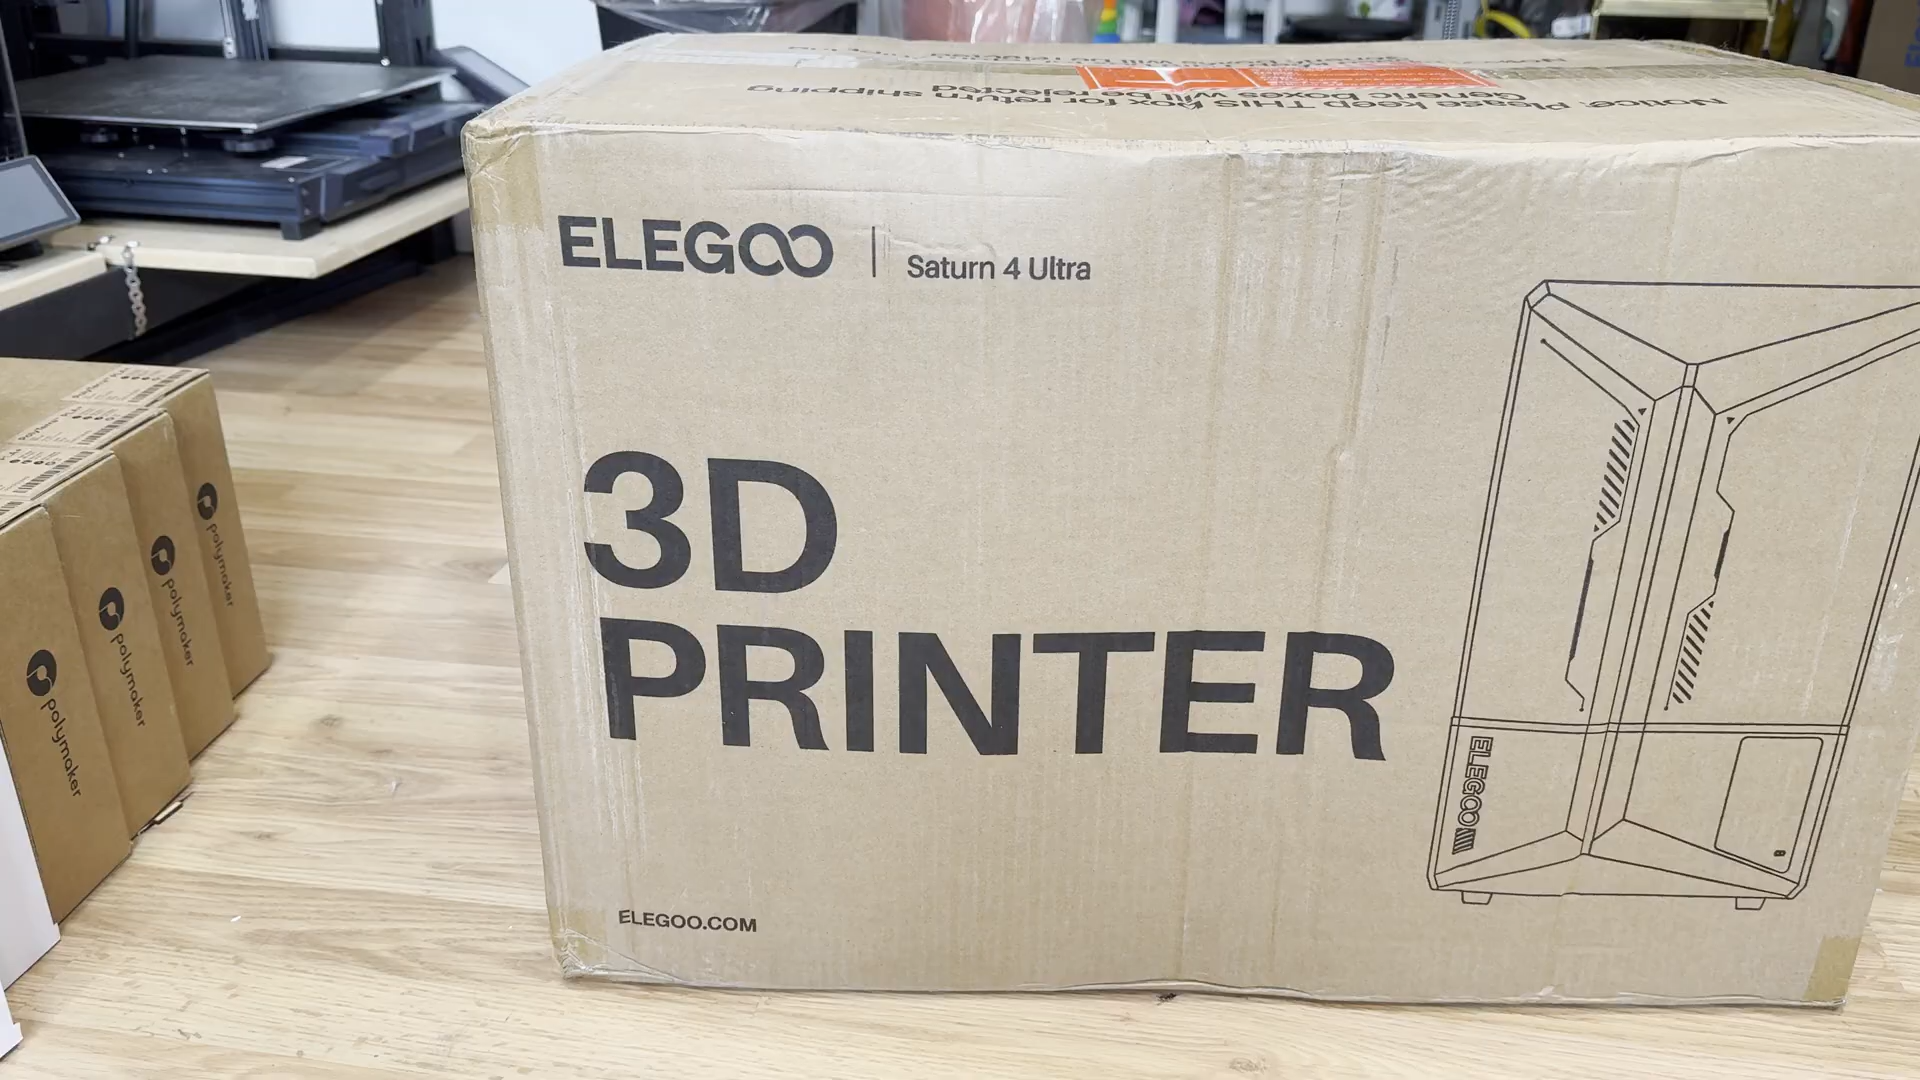 Notice: Please keep THIS box for return shipping
Generic boxes will be rejected
ELEGOO
Saturn 4 Ultra
3D
PRINTER
ELEGOO
ELEGOO.COM
polymaker
polymaker
polymaker
polymaker